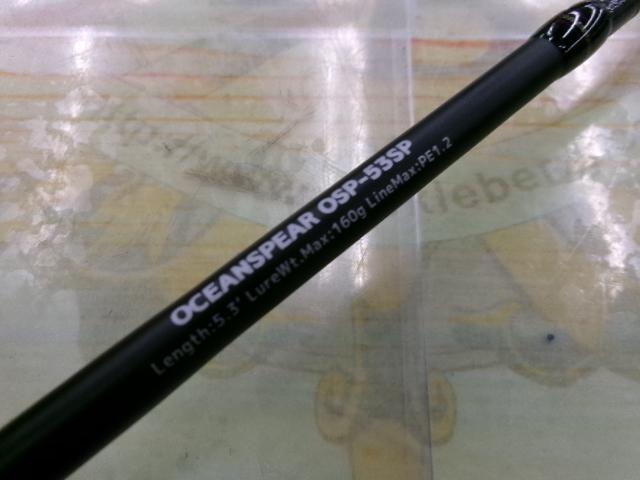 OCEANSPEAR OSP-53SP
Length:5.3' LureWt.Max:160g LineMax:PE1.2